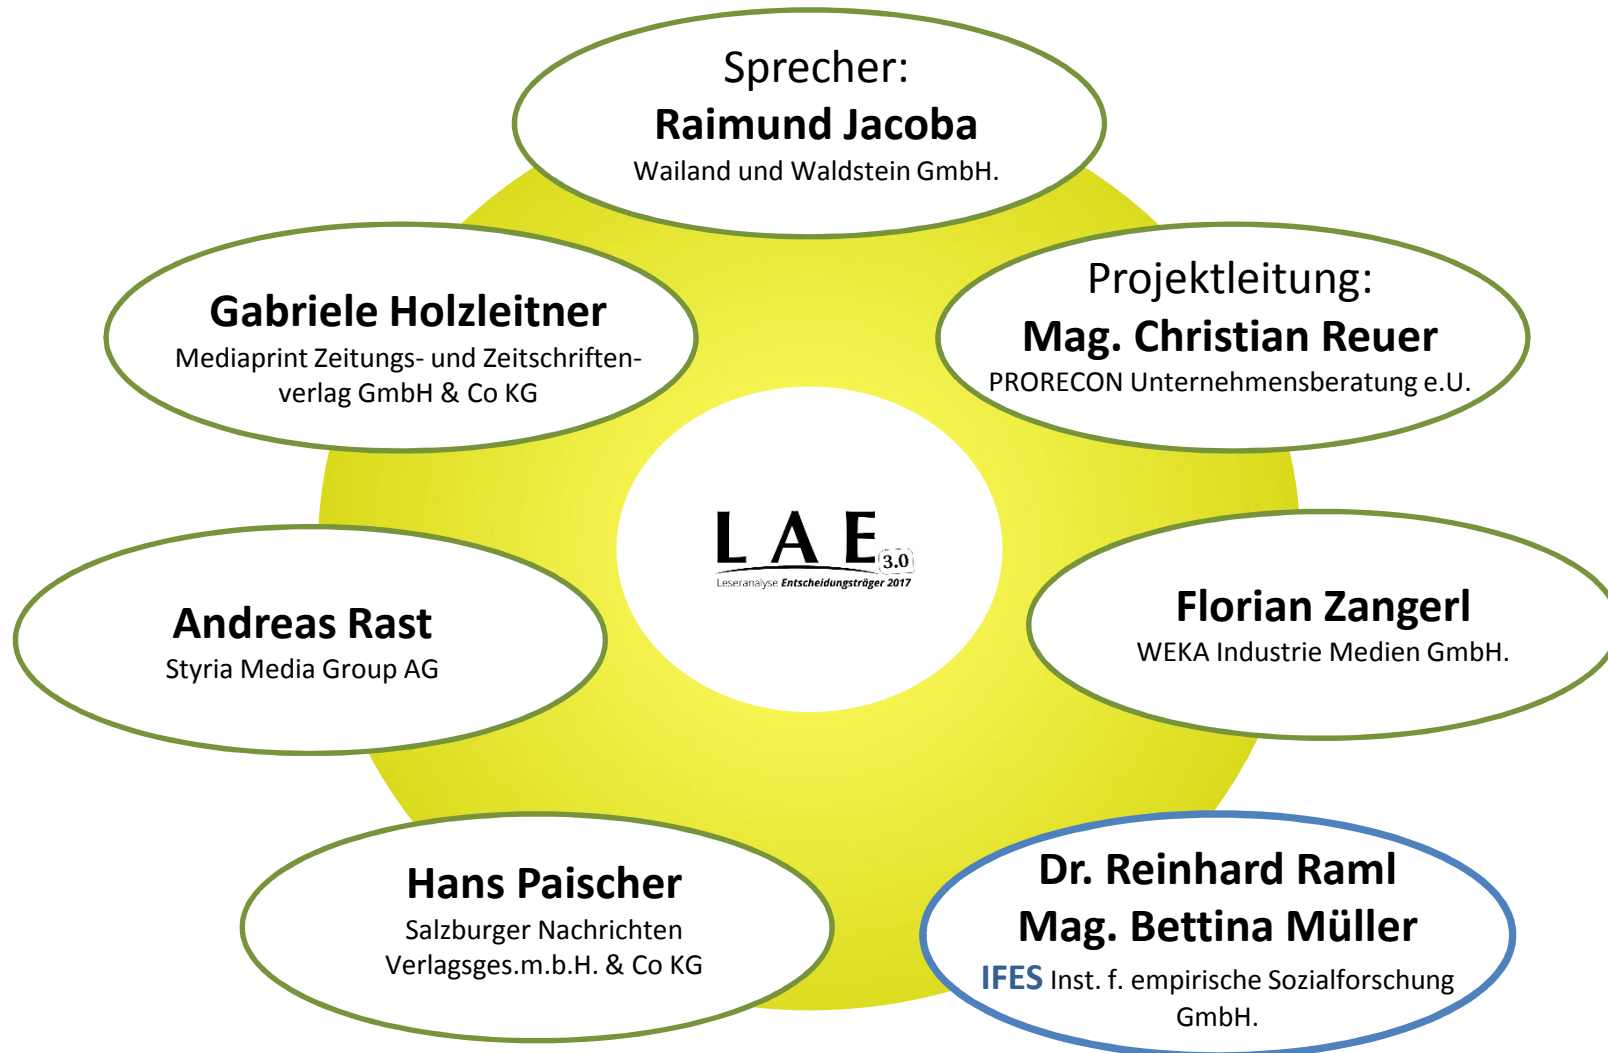 Sprecher:
Raimund Jacoba
Wailand und Waldstein GmbH.
Gabriele Holzleitner
Mediaprint Zeitungs- und Zeitschriften-
verlag GmbH & Co KG
Projektleitung:
Mag. Christian Reuer
PRORECON Unternehmensberatung e.U.
L A E 3.0
Leseranalyse Entscheidungsträger 2017
Andreas Rast
Styria Media Group AG
Florian Zangerl
WEKA Industrie Medien GmbH.
Hans Paischer
Salzburger Nachrichten
Verlagsges.m.b.H. & Co KG
Dr. Reinhard Raml
Mag. Bettina Müller
IFES Inst. f. empirische Sozialforschung
GmbH.